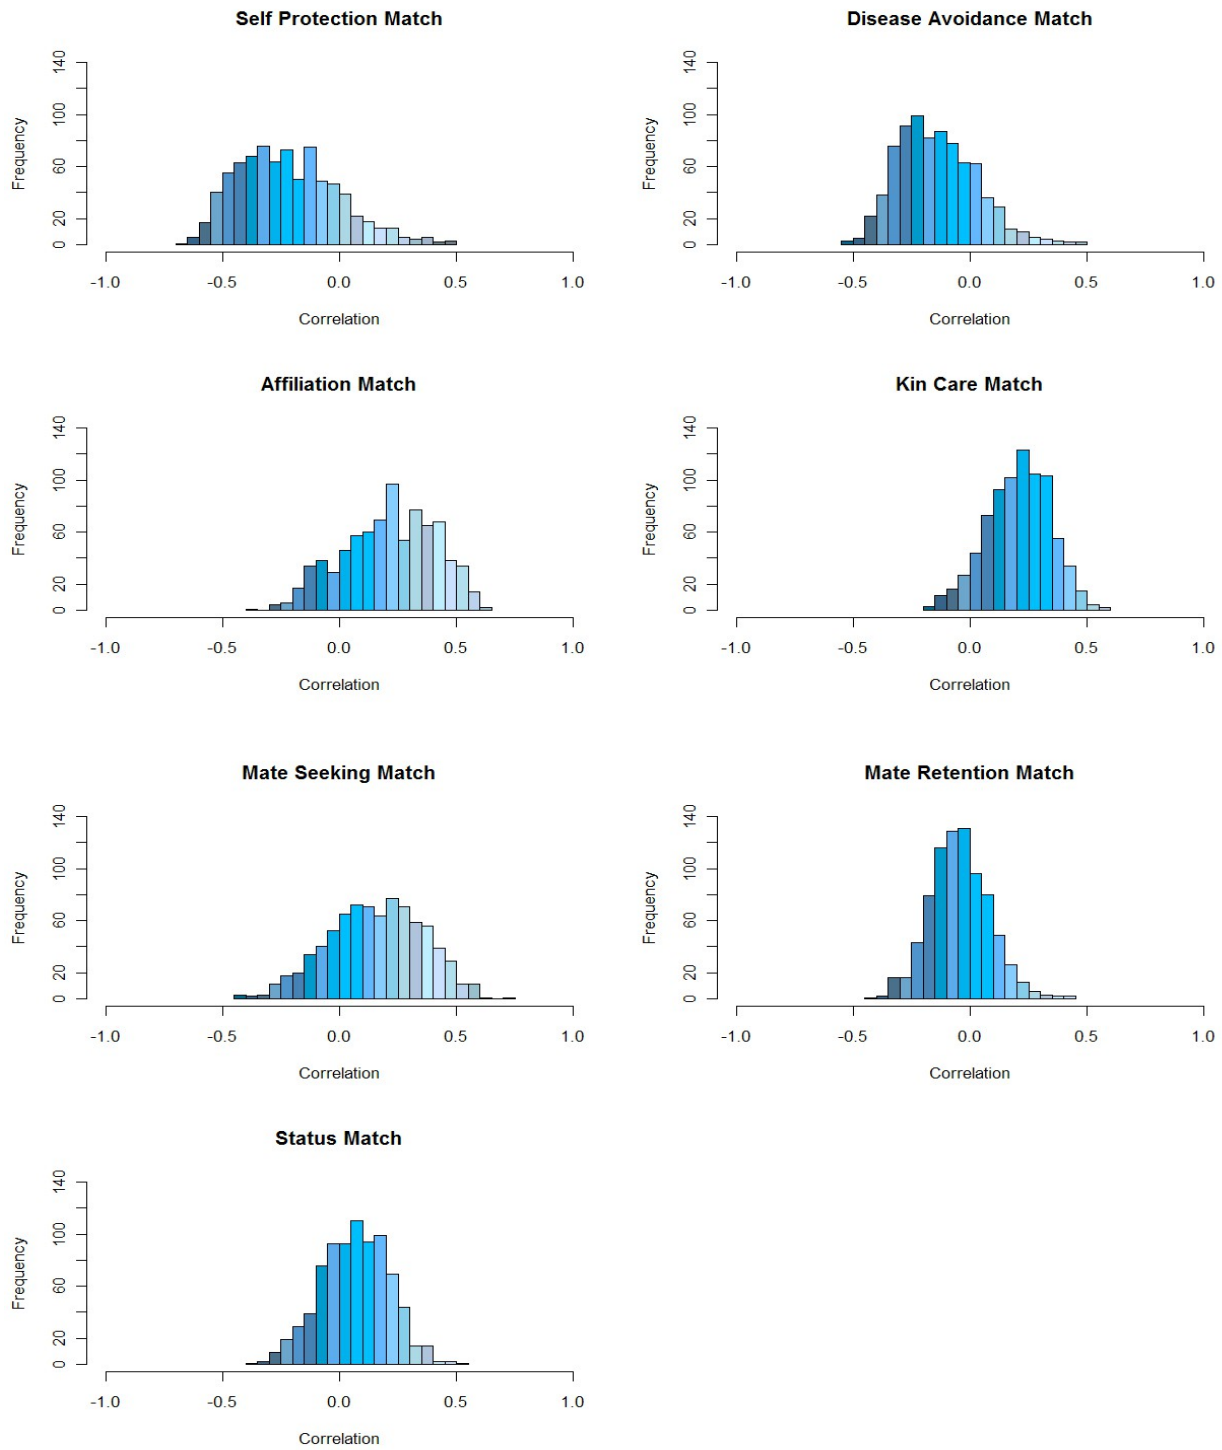 Self Protection Match
Frequency
0 20 60 100 140
-1.0 -0.5 0.0 0.5 1.0
Correlation
Disease Avoidance Match
Frequency
0 20 60 100 140
-1.0 -0.5 0.0 0.5 1.0
Correlation
Affiliation Match
Frequency
0 20 60 100 140
-1.0 -0.5 0.0 0.5 1.0
Correlation
Kin Care Match
Frequency
0 20 60 100 140
-1.0 -0.5 0.0 0.5 1.0
Correlation
Mate Seeking Match
Frequency
0 20 60 100 140
-1.0 -0.5 0.0 0.5 1.0
Correlation
Mate Retention Match
Frequency
0 20 60 100 140
-1.0 -0.5 0.0 0.5 1.0
Correlation
Status Match
Frequency
0 20 60 100 140
-1.0 -0.5 0.0 0.5 1.0
Correlation